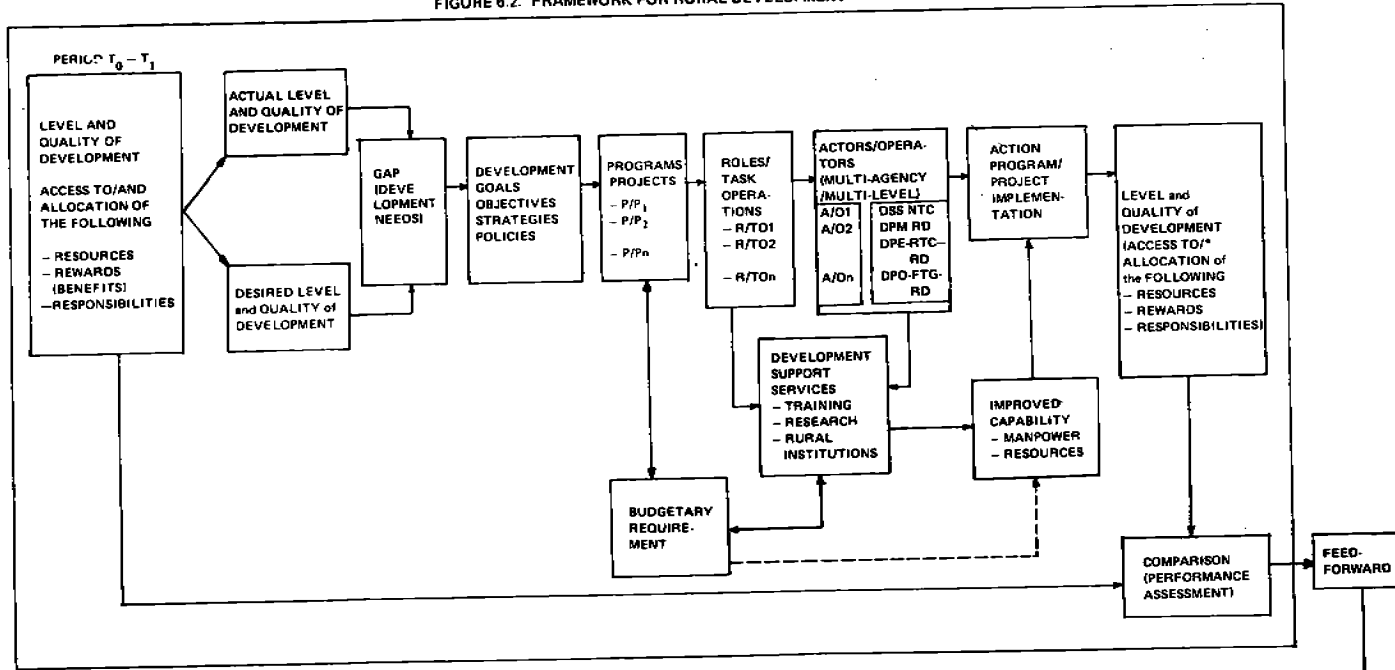 FIGURE 6.2. FRAMEWORK FOR RURAL DEVELOPMENT
PERIOD T0 – T1
LEVEL AND
QUALITY OF
DEVELOPMENT
ACCESS TO/AND
ALLOCATION OF
THE FOLLOWING
– RESOURCES
– REWARDS
(BENEFITS)
–RESPONSIBILITIES
ACTUAL LEVEL
AND QUALITY OF
DEVELOPMENT
DESIRED LEVEL
and QUALITY of
DEVELOPMENT
GAP
(DEVE
LOPMENT
NEEDS)
DEVELOPMENT
GOALS
OBJECTIVES
STRATEGIES
POLICIES
PROGRAMS
PROJECTS
– P/P1
– P/P2
– P/Pn
ROLES/
TASK
OPERA-
TIONS
– R/TO1
– R/TO2
– R/TOn
ACTORS/OPERA-
TORS
(MULTI-AGENCY
/MULTI-LEVEL)
A/O1
A/O2
A/On
DSS NTC
DPM RD
DPE-RTC–
RD
DPO-FTG-
RD
ACTION
PROGRAM/
PROJECT
IMPLEMEN-
TATION
LEVEL and
QUALITY of
DEVELOPMENT
(ACCESS TO/*
ALLOCATION of
the FOLLOWING
– RESOURCES
– REWARDS
– RESPONSIBILITIES)
DEVELOPMENT
SUPPORT
SERVICES
– TRAINING
– RESEARCH
– RURAL
INSTITUTIONS
IMPROVED
CAPABILITY
– MANPOWER
– RESOURCES
BUDGETARY
REQUIRE-
MENT
COMPARISON
(PERFORMANCE
ASSESSMENT)
FEED-
FORWARD